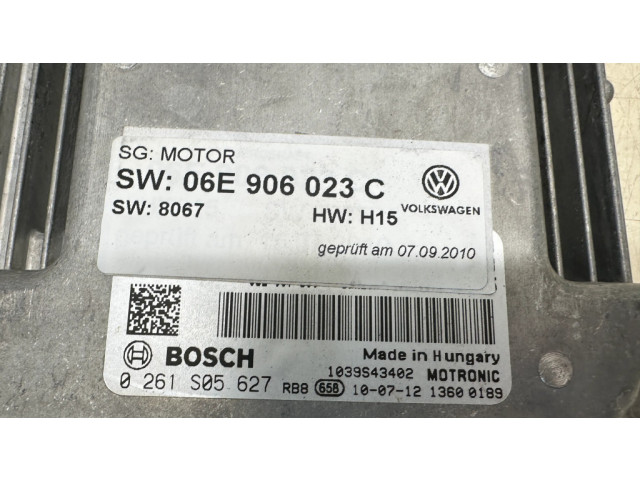 SG: MOTOR
SW: 06E 906 023 C
SW: 8067 HW: H15
VOLKSWAGEN
geprüft am 07.09.2010
BOSCH
Made in Hungary
1039S43402 MOTRONIC
0 261 S05 627 RB8 65B 10-07-12 1360 0189